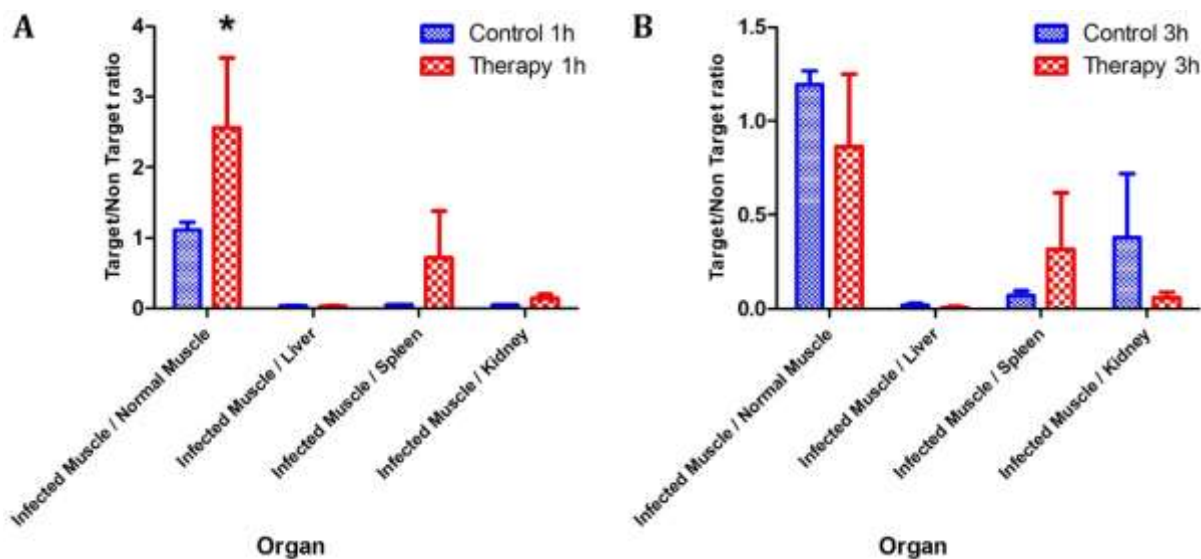 A
*
Control 1h
Therapy 1h
Target/Non Target ratio
4
3
2
1
0
Infected Muscle / Normal Muscle
Infected Muscle / Liver
Infected Muscle / Spleen
Infected Muscle / Kidney
Organ
B
Control 3h
Therapy 3h
Target/Non Target ratio
1.5
1.0
0.5
0.0
Infected Muscle / Normal Muscle
Infected Muscle / Liver
Infected Muscle / Spleen
Infected Muscle / Kidney
Organ